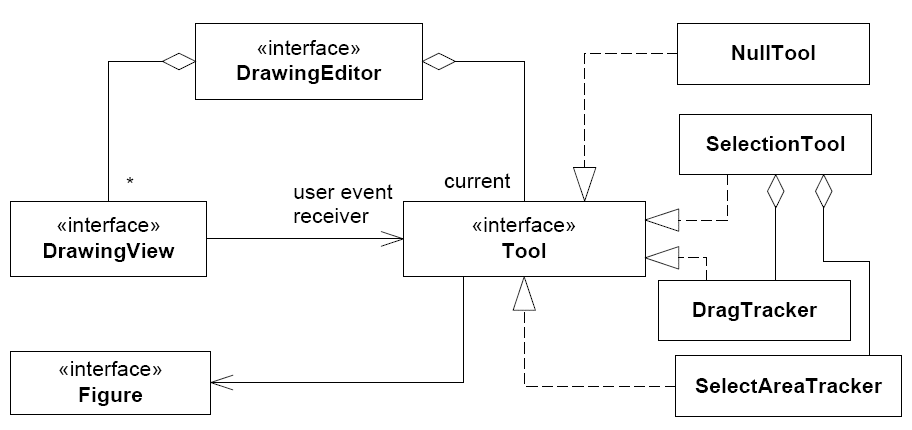 «interface»
DrawingEditor
NullTool
SelectionTool
*
user event
receiver
current
«interface»
DrawingView
«interface»
Tool
DragTracker
«interface»
Figure
SelectAreaTracker